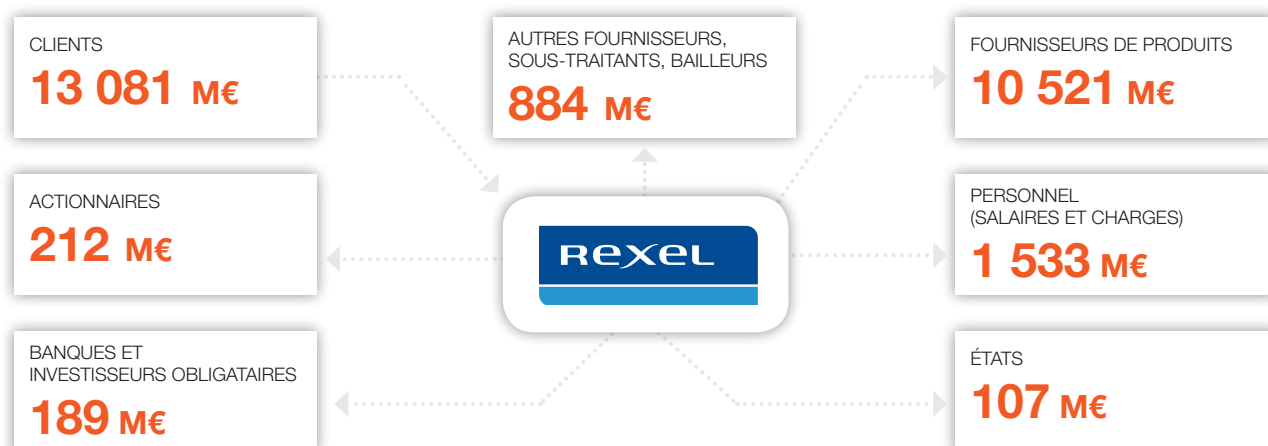 CLIENTS
13 081 M€
AUTRES FOURNISSEURS,
SOUS-TRAITANTS, BAILLEURS
884 M€
FOURNISSEURS DE PRODUITS
10 521 M€
ACTIONNAIRES
212 M€
REXEL
PERSONNEL
(SALAIRES ET CHARGES)
1 533 M€
BANQUES ET
INVESTISSEURS OBLIGATAIRES
189 M€
ÉTATS
107 M€